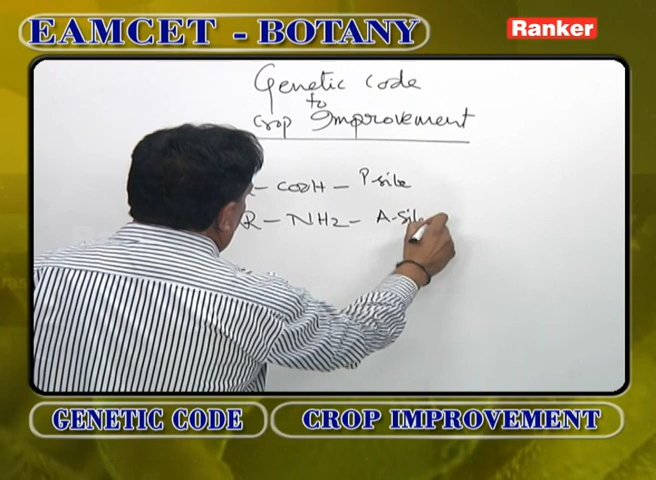 EAMCET - BOTANY
Ranker
Genetic code
to
crop Improvement
R - COOH - P-site
R - NH2 - A-Site
GENETIC CODE
CROP IMPROVEMENT